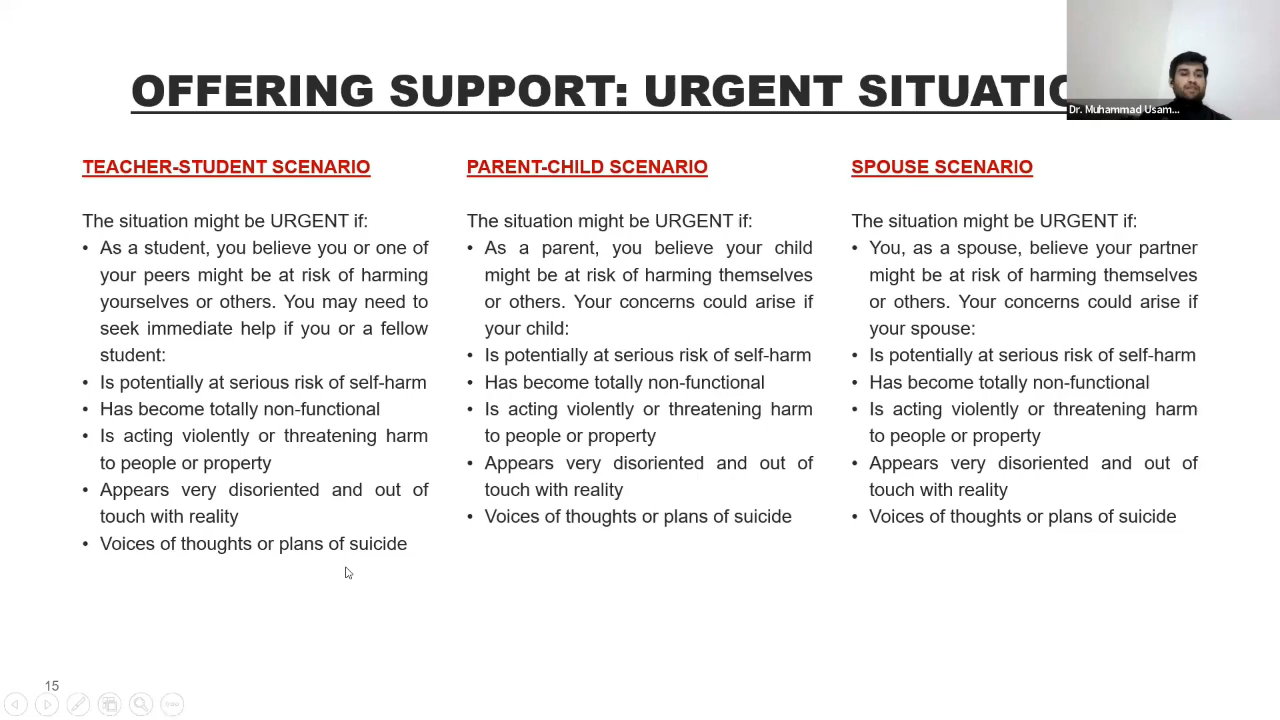 OFFERING SUPPORT: URGENT SITUATIO
Dr. Muhammad Usam...
TEACHER-STUDENT SCENARIO
The situation might be URGENT if:
• As a student, you believe you or one of
your peers might be at risk of harming
yourselves or others. You may need to
seek immediate help if you or a fellow
student:
• Is potentially at serious risk of self-harm
• Has become totally non-functional
• Is acting violently or threatening harm
to people or property
• Appears very disoriented and out of
touch with reality
• Voices of thoughts or plans of suicide
PARENT-CHILD SCENARIO
The situation might be URGENT if:
• As a parent, you believe your child
might be at risk of harming themselves
or others. Your concerns could arise if
your child:
• Is potentially at serious risk of self-harm
• Has become totally non-functional
• Is acting violently or threatening harm
to people or property
• Appears very disoriented and out of
touch with reality
• Voices of thoughts or plans of suicide
SPOUSE SCENARIO
The situation might be URGENT if:
• You, as a spouse, believe your partner
might be at risk of harming themselves
or others. Your concerns could arise if
your spouse:
• Is potentially at serious risk of self-harm
• Has become totally non-functional
• Is acting violently or threatening harm
to people or property
• Appears very disoriented and out of
touch with reality
• Voices of thoughts or plans of suicide
15